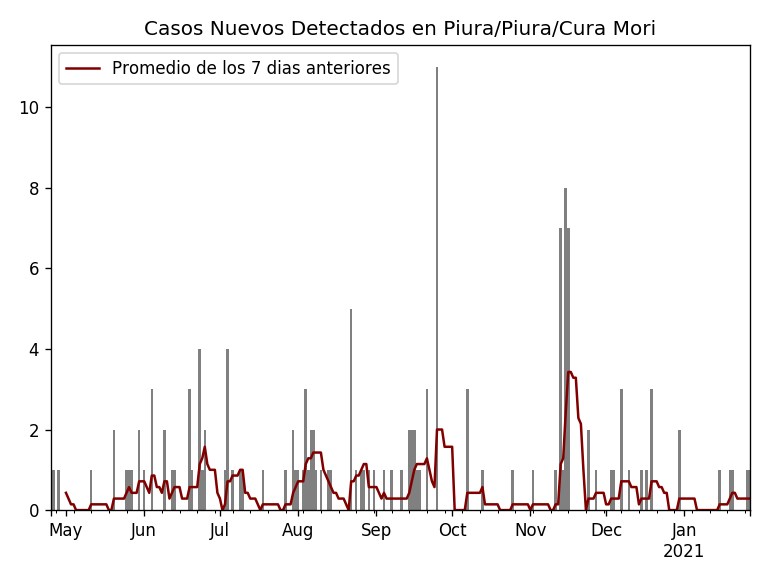 Casos Nuevos Detectados en Piura/Piura/Cura Mori
Promedio de los 7 dias anteriores
10
8
6
4
2
0
May Jun Jul Aug Sep Oct Nov Dec Jan
2021